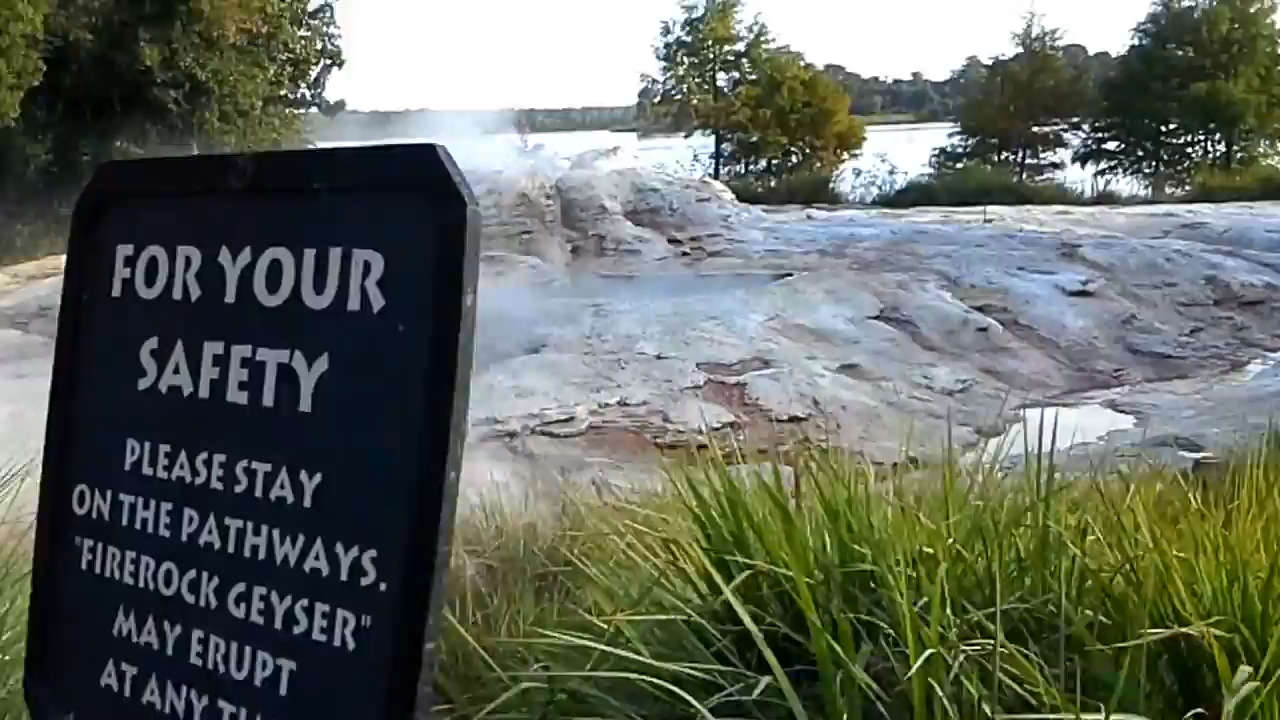 FOR YOUR
SAFETY
PLEASE STAY
ON THE PATHWAYS.
"FIREROCK GEYSER"
MAY ERUPT
AT ANY